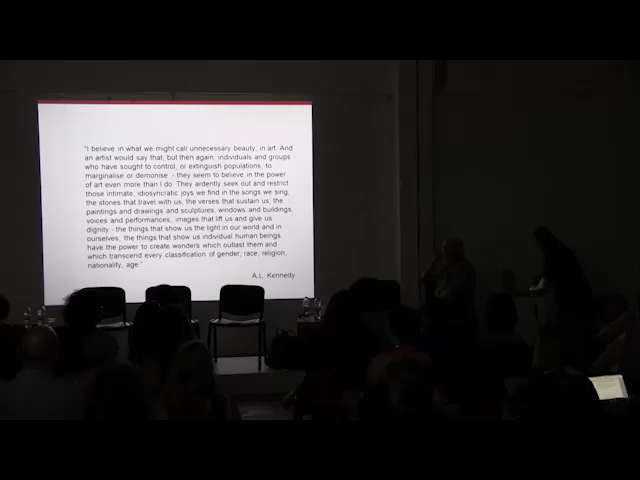 "I believe in what we might call unnecessary beauty, in art. And
an artist would say that, but then again, individuals and groups
who have sought to control, or extinguish populations, to
marginalise or demonise - they seem to believe in the power
of art even more than I do. They ardently seek out and restrict
those intimate, idiosyncratic joys we find in the songs we sing,
the stories that travel with us, the verses that sustain us, the
paintings and drawings and sculptures, windows and buildings,
voices and performances, images that lift us and give us
dignity - the things that show us the light in our world and in
ourselves, the things that show us individual human beings
have the power to create wonders which outlast them and
which transcend every classification of gender, race, religion,
nationality, age."
A.L. Kennedy